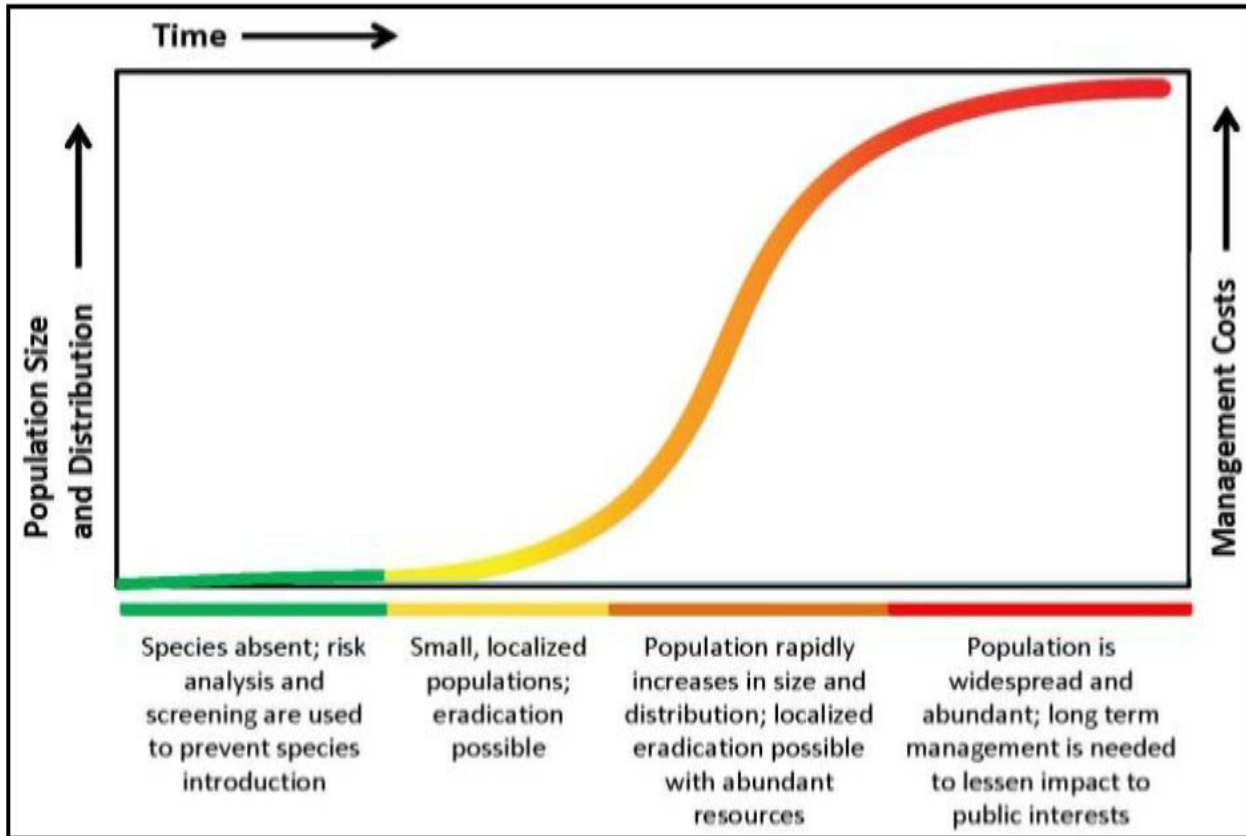 Time
Population Size
and Distribution
Management Costs
Species absent; risk
analysis and
screening are used
to prevent species
introduction
Small, localized
populations;
eradication
possible
Population rapidly
increases in size and
distribution; localized
eradication possible
with abundant
resources
Population is
widespread and
abundant; long term
management is needed
to lessen impact to
public interests